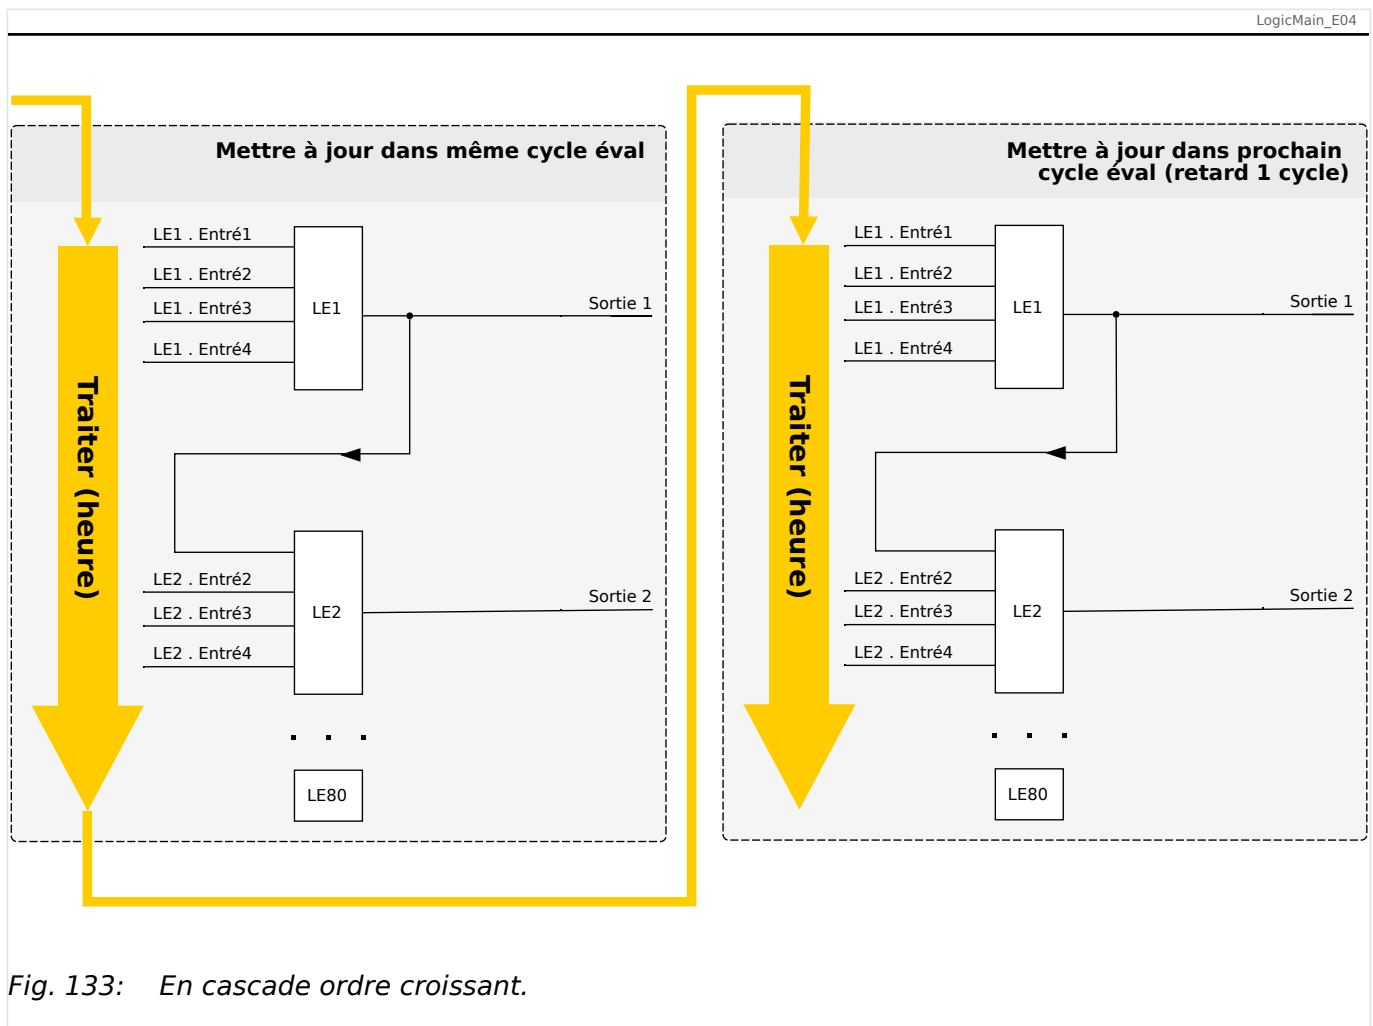 LogicMain_E04
Mettre à jour dans même cycle éval
LE1 . Entré1
LE1 . Entré2
LE1 . Entré3
LE1 . Entré4
LE1
Sortie 1
Traiter (heure)
LE2 . Entré2
LE2 . Entré3
LE2 . Entré4
LE2
Sortie 2
. . .
LE80
Mettre à jour dans prochain
cycle éval (retard 1 cycle)
LE1 . Entré1
LE1 . Entré2
LE1 . Entré3
LE1 . Entré4
LE1
Sortie 1
Traiter (heure)
LE2 . Entré2
LE2 . Entré3
LE2 . Entré4
LE2
Sortie 2
. . .
LE80
Fig. 133: En cascade ordre croissant.